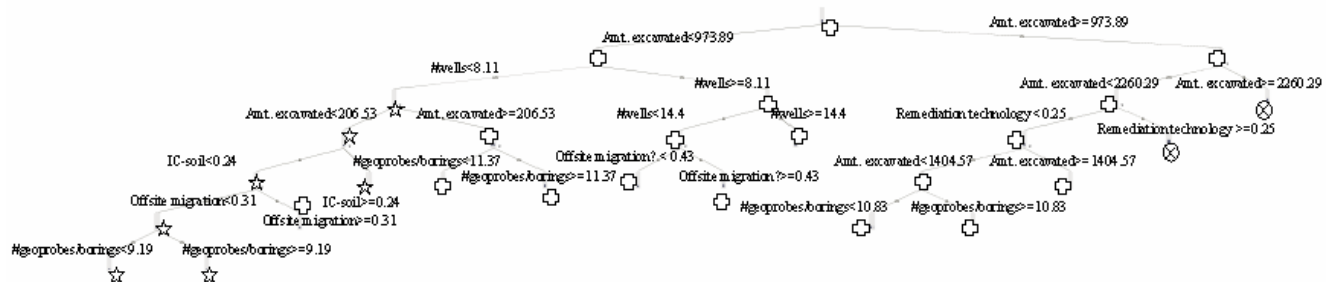 Amt. excavated>=973.89
Amt. excavated<973.89
#wells<8.11
#wells>=8.11
Amt. excavated<2260.29
Amt. excavated>=2260.29
Amt. excavated<206.53
Amt. excavated>=206.53
#wells<14.4
#wells>=14.4
Remediation technology <0.25
Remediation technology >=0.25
IC-soil<0.24
#geoprobes/borings<11.37
#geoprobes/borings>=11.37
Offsite migration? < 0.43
Offsite migration?>=0.43
Amt. excavated<1404.57
Amt. excavated>=1404.57
Offsite migration<0.31
IC-soil>=0.24
Offsite migration>=0.31
#geoprobes/borings<10.83
#geoprobes/borings>=10.83
#geoprobes/borings<9.19
#geoprobes/borings>=9.19